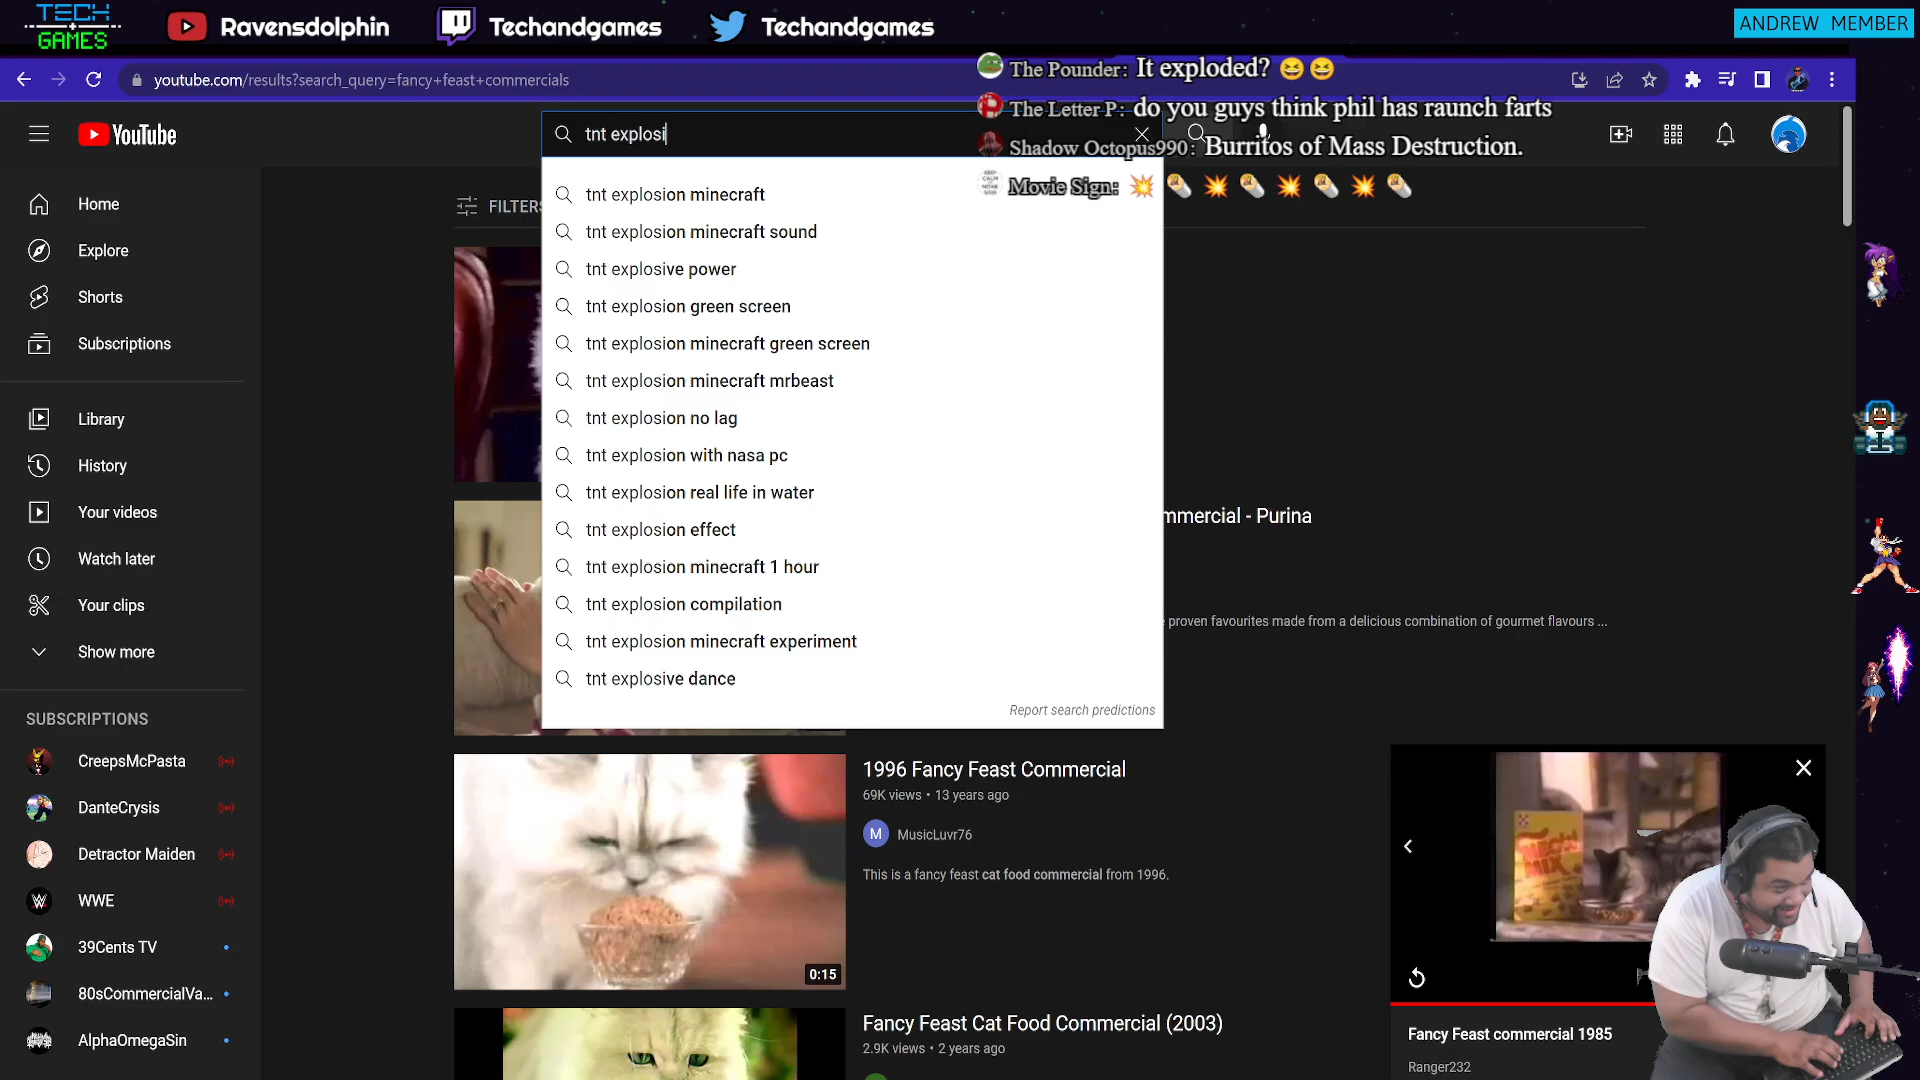 TECH
+
GAMES
Ravensdolphin
Techandgames
Techandgames
ANDREW MEMBER
youtube.com/results?search_query=fancy+feast+commercials
The Pounder: It exploded? 😆😆
The Letter P: do you guys think phil has raunch farts
Shadow Octopus990: Burritos of Mass Destruction.
Movie Sign: 💥🌯💥🌯💥🌯💥🌯
YouTube
tnt explosi
FILTERS
tnt explosion minecraft
tnt explosion minecraft sound
tnt explosive power
tnt explosion green screen
tnt explosion minecraft green screen
tnt explosion minecraft mrbeast
tnt explosion no lag
tnt explosion with nasa pc
tnt explosion real life in water
tnt explosion effect
tnt explosion minecraft 1 hour
tnt explosion compilation
tnt explosion minecraft experiment
tnt explosive dance
Report search predictions
Home
Explore
Shorts
Subscriptions
Library
History
Your videos
Watch later
Your clips
Show more
SUBSCRIPTIONS
CreepsMcPasta
DanteCrysis
Detractor Maiden
WWE
39Cents TV
80sCommercialVa...
AlphaOmegaSin
mmercial - Purina
proven favourites made from a delicious combination of gourmet flavours ...
1996 Fancy Feast Commercial
69K views • 13 years ago
M MusicLuvr76
This is a fancy feast cat food commercial from 1996.
0:15
Fancy Feast Cat Food Commercial (2003)
2.9K views • 2 years ago
Fancy Feast commercial 1985
Ranger232